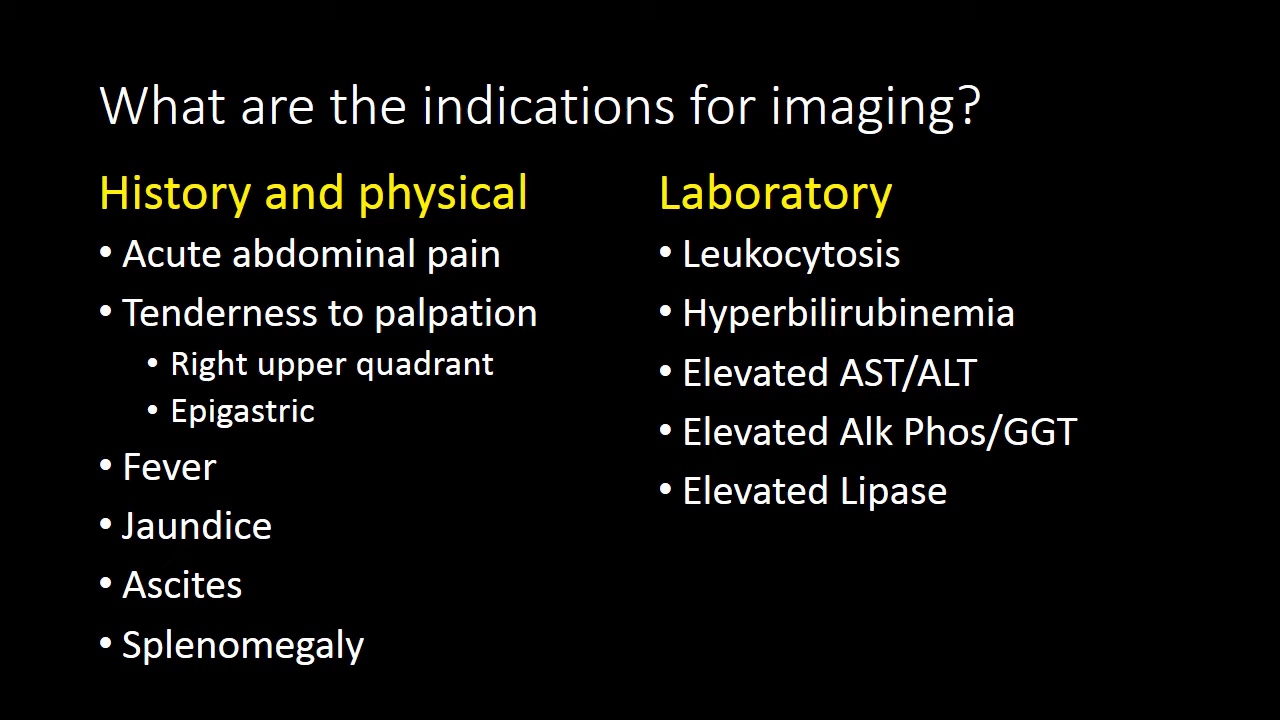 What are the indications for imaging?
History and physical
• Acute abdominal pain
• Tenderness to palpation
• Right upper quadrant
• Epigastric
• Fever
• Jaundice
• Ascites
• Splenomegaly
Laboratory
• Leukocytosis
• Hyperbilirubinemia
• Elevated AST/ALT
• Elevated Alk Phos/GGT
• Elevated Lipase